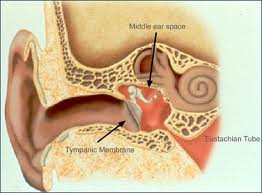 Middle ear space
Eustachian Tube
Tympanic Membrane